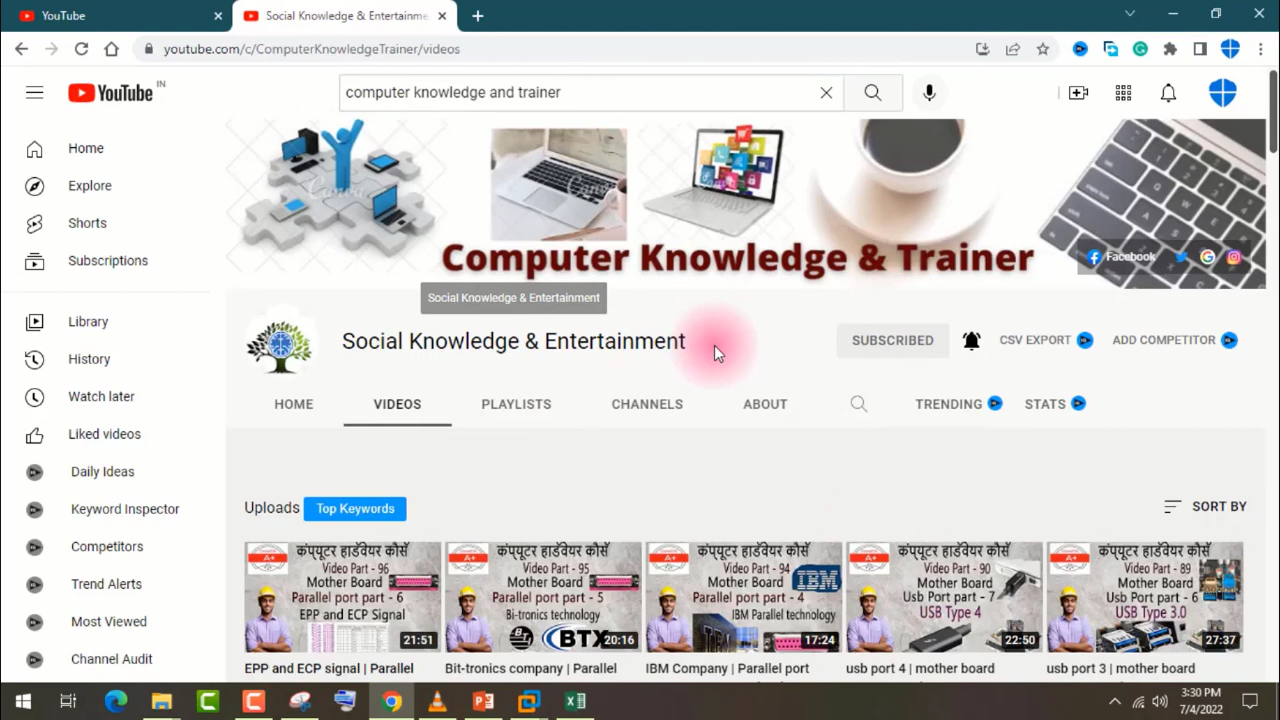 YouTube
Social Knowledge & Entertainme
youtube.com/c/ComputerKnowledgeTrainer/videos
YouTube IN
computer knowledge and trainer
Home
Explore
Shorts
Subscriptions
Library
History
Watch later
Liked videos
Daily Ideas
Keyword Inspector
Competitors
Trend Alerts
Most Viewed
Channel Audit
Computer Knowledge & Trainer
Facebook
Social Knowledge & Entertainment
Social Knowledge & Entertainment
SUBSCRIBED
CSV EXPORT
ADD COMPETITOR
HOME
VIDEOS
PLAYLISTS
CHANNELS
ABOUT
TRENDING
STATS
Uploads
Top Keywords
SORT BY
A+
कंप्यूटर हार्डवेयर कोर्स
Video Part - 96
Mother Board
Parallel port part - 6
EPP and ECP Signal
21:51
EPP and ECP signal | Parallel
A+
कंप्यूटर हार्डवेयर कोर्स
Video Part - 95
Mother Board
Parallel port part - 5
Bi-tronics technology
BTX
20:16
Bit-tronics company | Parallel
A+
कंप्यूटर हार्डवेयर कोर्स
Video Part - 94
Mother Board
IBM
Parallel port part - 4
IBM Parallel technology
17:24
IBM Company | Parallel port
A+
कंप्यूटर हार्डवेयर कोर्स
Video Part - 90
Mother Board
Usb Port part - 7
USB Type 4
22:50
usb port 4 | mother board
A+
कंप्यूटर हार्डवेयर कोर्स
Video Part - 89
Mother Board
Usb Port part - 6
USB Type 3.0
27:37
usb port 3 | mother board
3:30 PM
7/4/2022